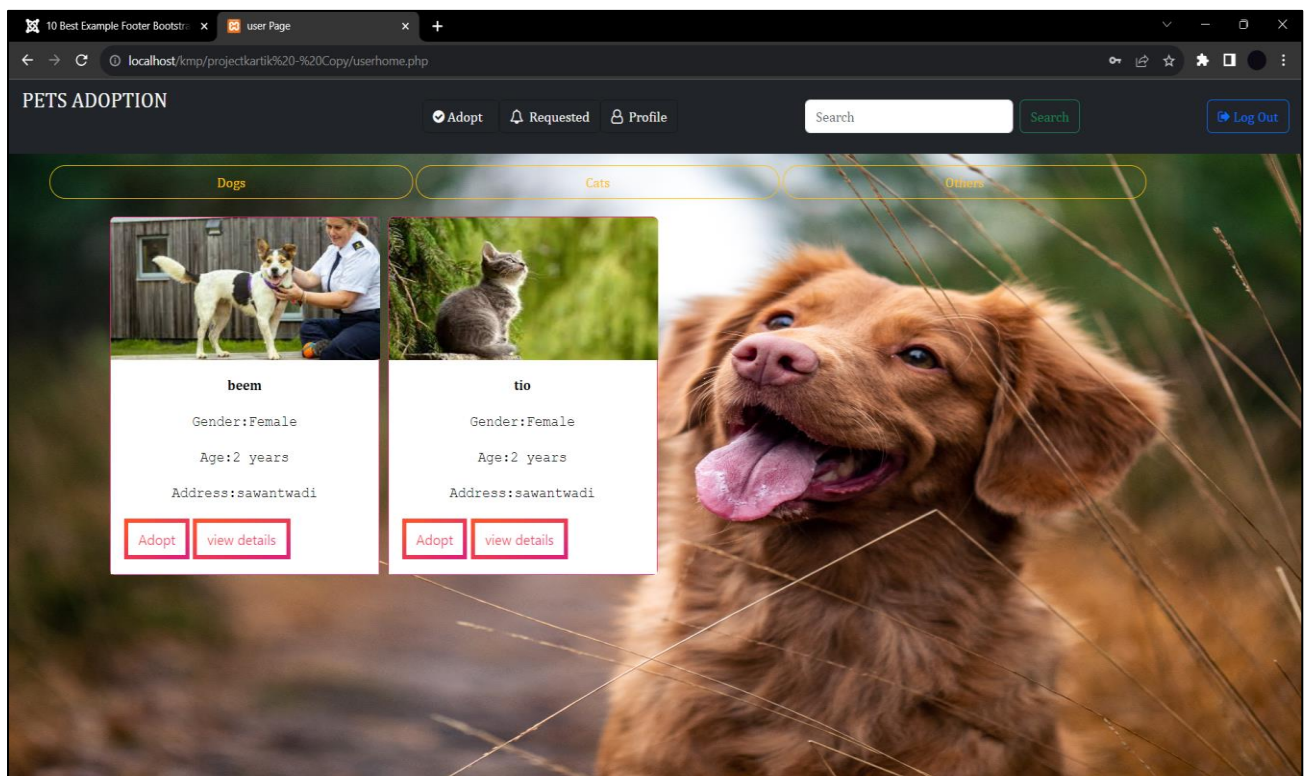 10 Best Example Footer Bootstra
user Page
localhost/kmp/projectkartik%20-%20Copy/userhome.php
PETS ADOPTION
Adopt Requested Profile Search Search Log Out
Dogs Cats Others
beem
Gender:Female
Age:2 years
Address:sawantwadi
Adopt view details
tio
Gender:Female
Age:2 years
Address:sawantwadi
Adopt view details